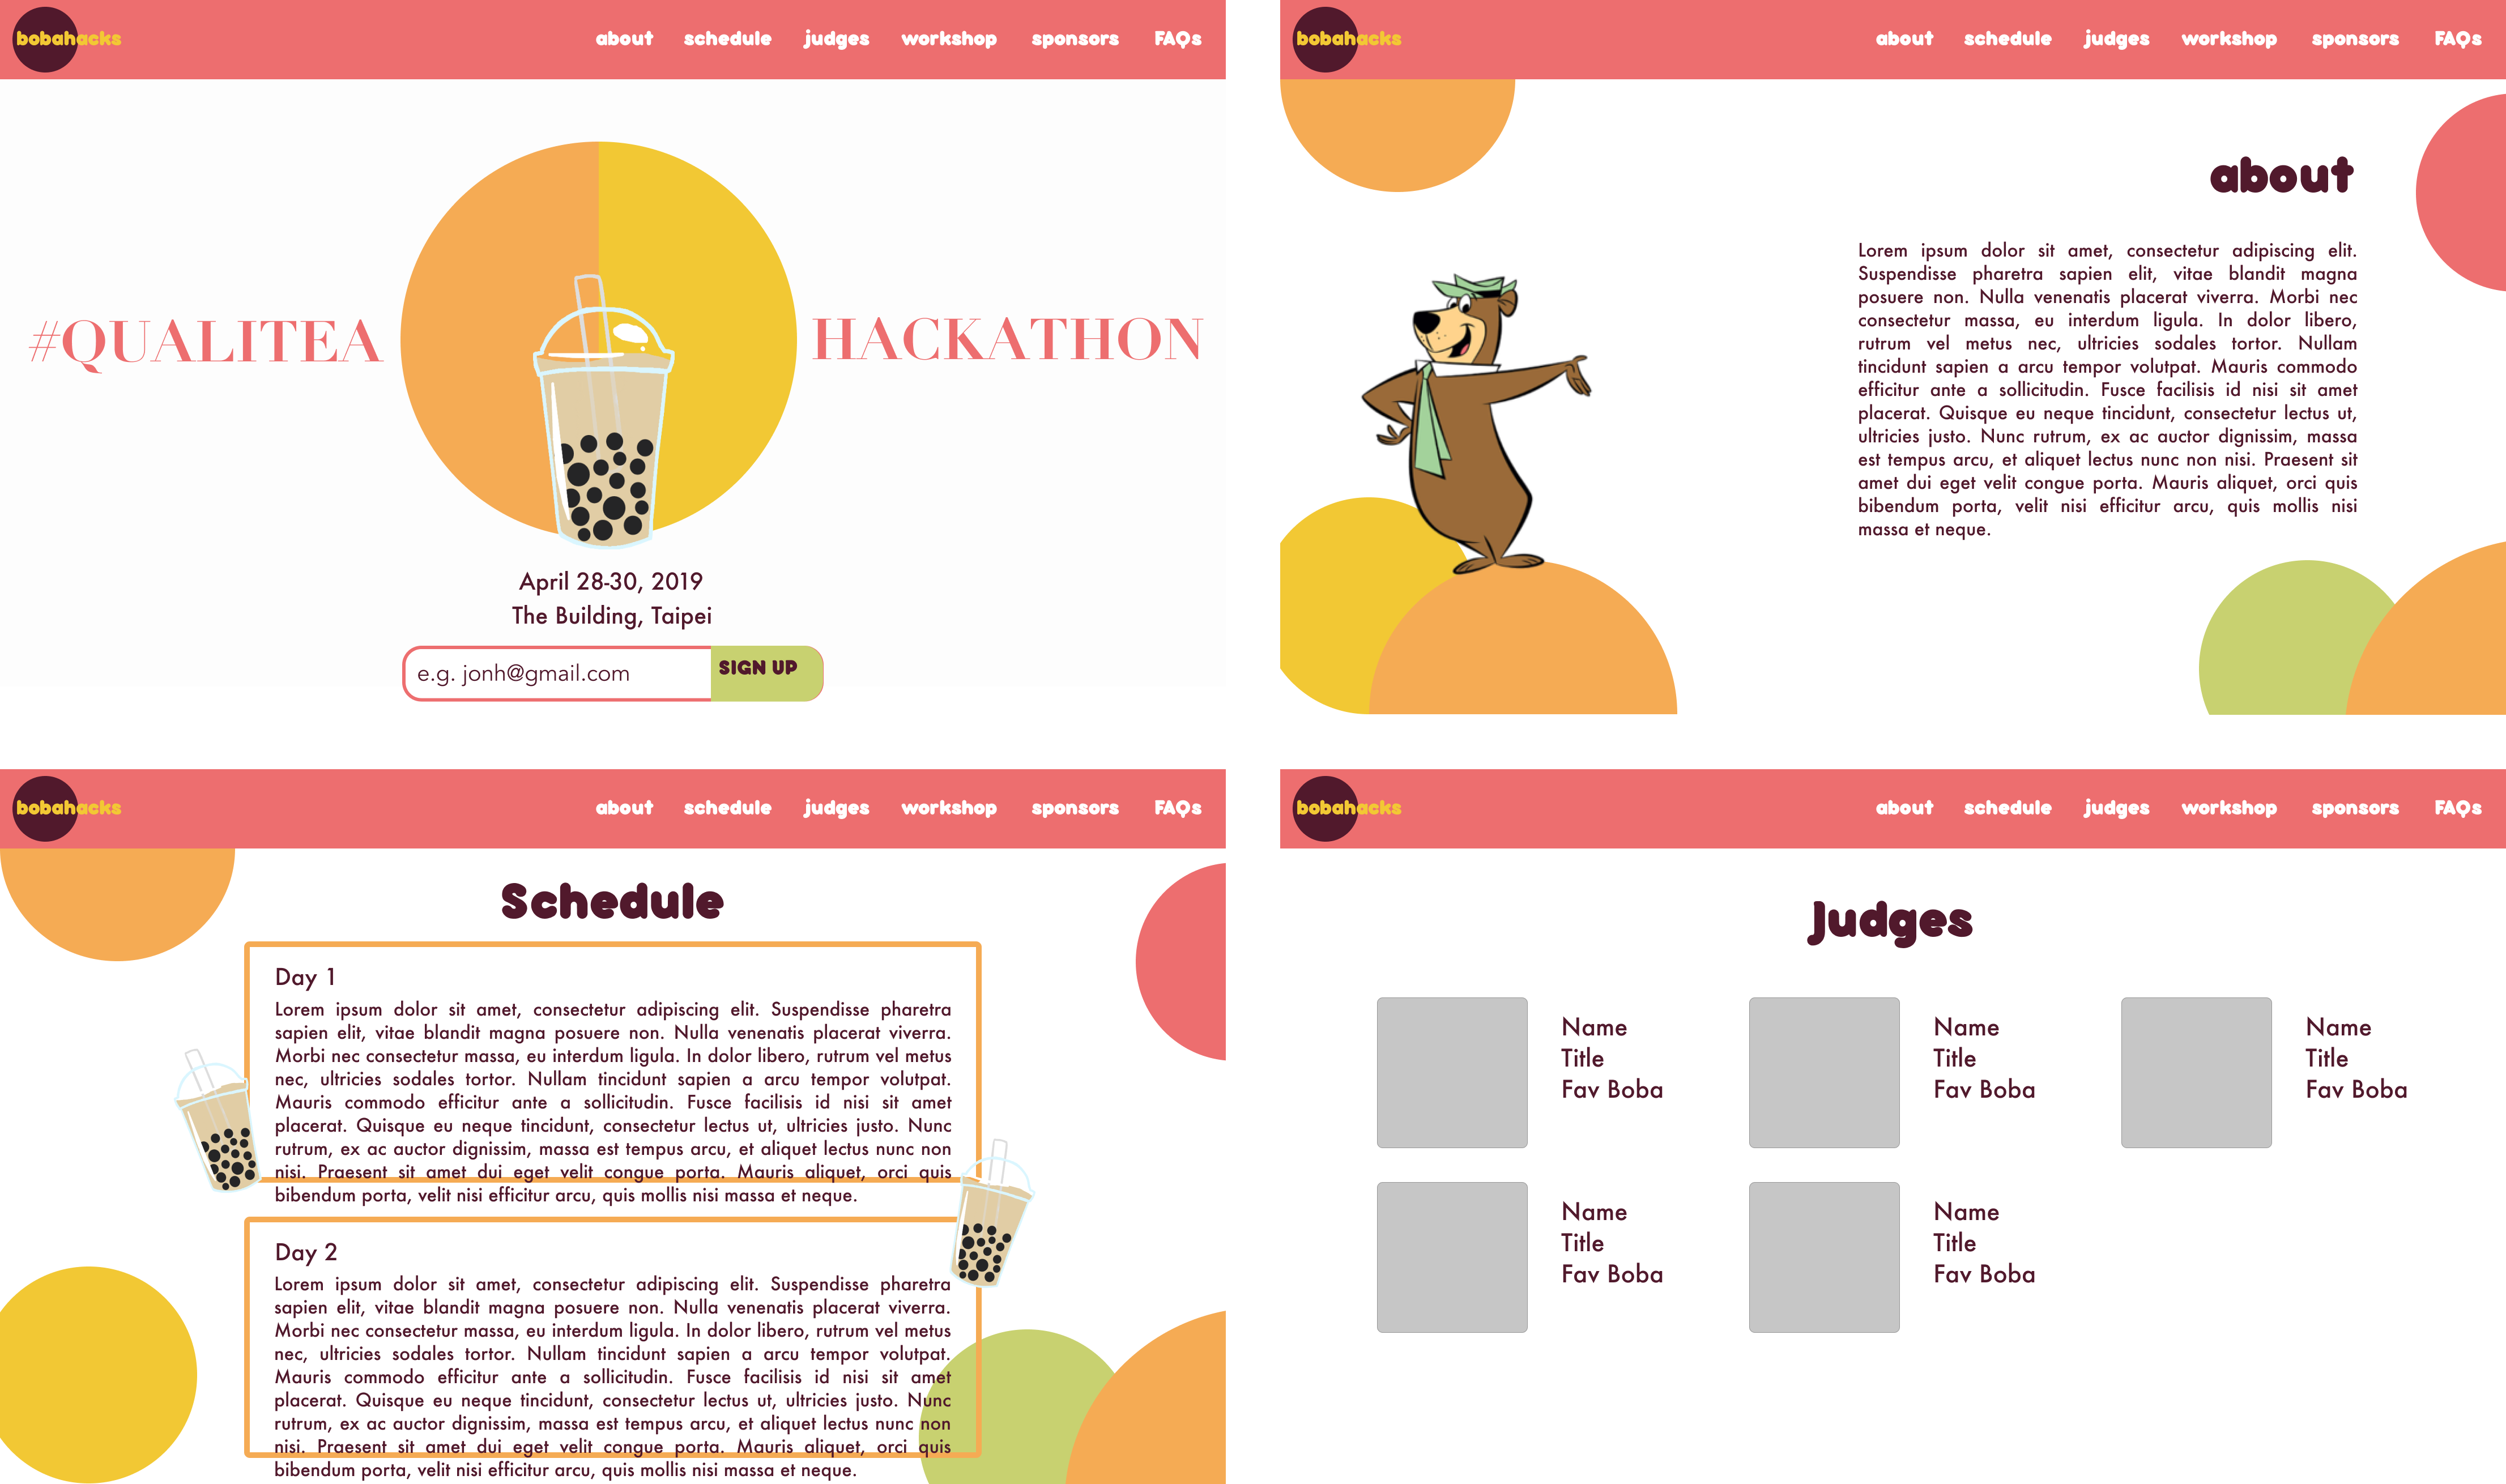 bobahacks
about schedule judges workshop sponsors FAQs
#QUALITEA HACKATHON
April 28-30, 2019
The Building, Taipei
e.g. jonh@gmail.com SIGN UP
bobahacks
about schedule judges workshop sponsors FAQs
about
Lorem ipsum dolor sit amet, consectetur adipiscing elit.
Suspendisse pharetra sapien elit, vitae blandit magna
posuere non. Nulla venenatis placerat viverra. Morbi nec
consectetur massa, eu interdum ligula. In dolor libero,
rutrum vel metus nec, ultricies sodales tortor. Nullam
tincidunt sapien a arcu tempor volutpat. Mauris commodo
efficitur ante a sollicitudin. Fusce facilisis id nisi sit amet
placerat. Quisque eu neque tincidunt, consectetur lectus ut,
ultricies justo. Nunc rutrum, ex ac auctor dignissim, massa
est tempus arcu, et aliquet lectus nunc non nisi. Praesent sit
amet dui eget velit congue porta. Mauris aliquet, orci quis
bibendum porta, velit nisi efficitur arcu, quis mollis nisi
massa et neque.
bobahacks
about schedule judges workshop sponsors FAQs
Schedule
Day 1
Lorem ipsum dolor sit amet, consectetur adipiscing elit. Suspendisse pharetra
sapien elit, vitae blandit magna posuere non. Nulla venenatis placerat viverra.
Morbi nec consectetur massa, eu interdum ligula. In dolor libero, rutrum vel metus
nec, ultricies sodales tortor. Nullam tincidunt sapien a arcu tempor volutpat.
Mauris commodo efficitur ante a sollicitudin. Fusce facilisis id nisi sit amet
placerat. Quisque eu neque tincidunt, consectetur lectus ut, ultricies justo. Nunc
rutrum, ex ac auctor dignissim, massa est tempus arcu, et aliquet lectus nunc non
nisi. Praesent sit amet dui eget velit congue porta. Mauris aliquet, orci quis
bibendum porta, velit nisi efficitur arcu, quis mollis nisi massa et neque.
Day 2
Lorem ipsum dolor sit amet, consectetur adipiscing elit. Suspendisse pharetra
sapien elit, vitae blandit magna posuere non. Nulla venenatis placerat viverra.
Morbi nec consectetur massa, eu interdum ligula. In dolor libero, rutrum vel metus
nec, ultricies sodales tortor. Nullam tincidunt sapien a arcu tempor volutpat.
Mauris commodo efficitur ante a sollicitudin. Fusce facilisis id nisi sit amet
placerat. Quisque eu neque tincidunt, consectetur lectus ut, ultricies justo. Nunc
rutrum, ex ac auctor dignissim, massa est tempus arcu, et aliquet lectus nunc non
nisi. Praesent sit amet dui eget velit congue porta. Mauris aliquet, orci quis
bibendum porta, velit nisi efficitur arcu, quis mollis nisi massa et neque.
bobahacks
about schedule judges workshop sponsors FAQs
Judges
Name
Title
Fav Boba
Name
Title
Fav Boba
Name
Title
Fav Boba
Name
Title
Fav Boba
Name
Title
Fav Boba